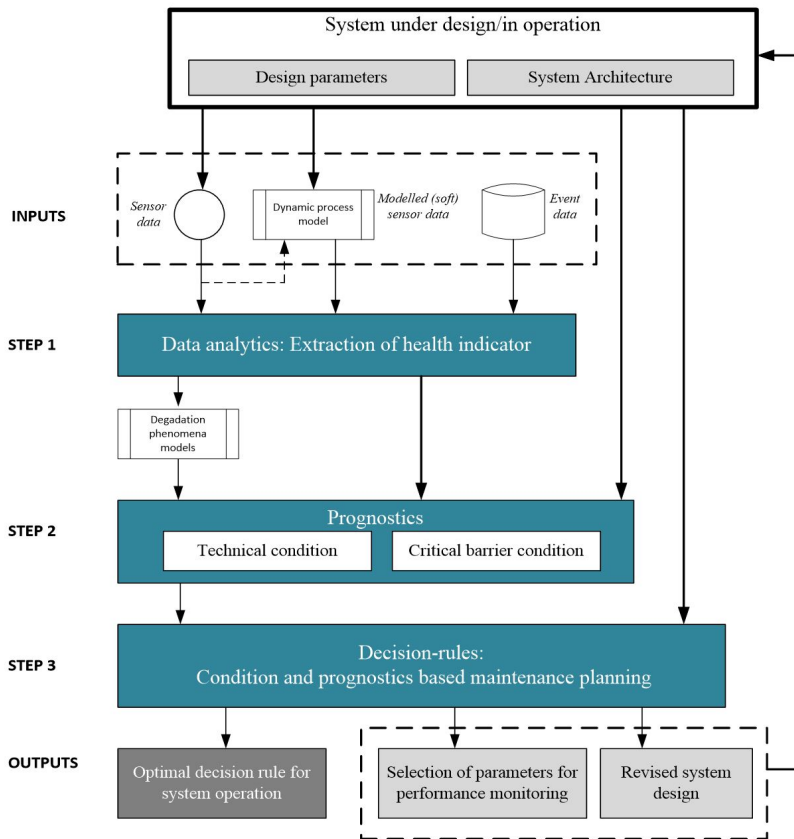 System under design/in operation
Design parameters
System Architecture
INPUTS
Sensor
data
Dynamic process
model
Modelled (soft)
sensor data
Event
data
STEP 1
Data analytics: Extraction of health indicator
Degadation
phenomena
models
STEP 2
Prognostics
Technical condition
Critical barrier condition
STEP 3
Decision-rules:
Condition and prognostics based maintenance planning
OUTPUTS
Optimal decision rule for
system operation
Selection of parameters for
performance monitoring
Revised system
design